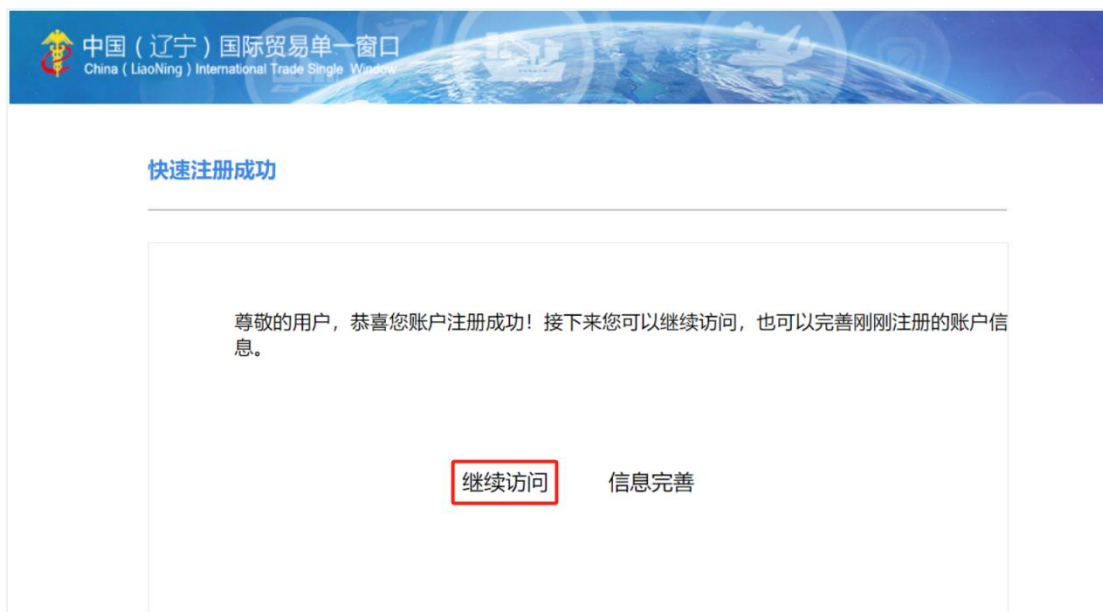 中国（辽宁）国际贸易单一窗口
China ( LiaoNing ) International Trade Single Window
快速注册成功
尊敬的用户，恭喜您账户注册成功！接下来您可以继续访问，也可以完善刚刚注册的账户信
息。
继续访问 信息完善